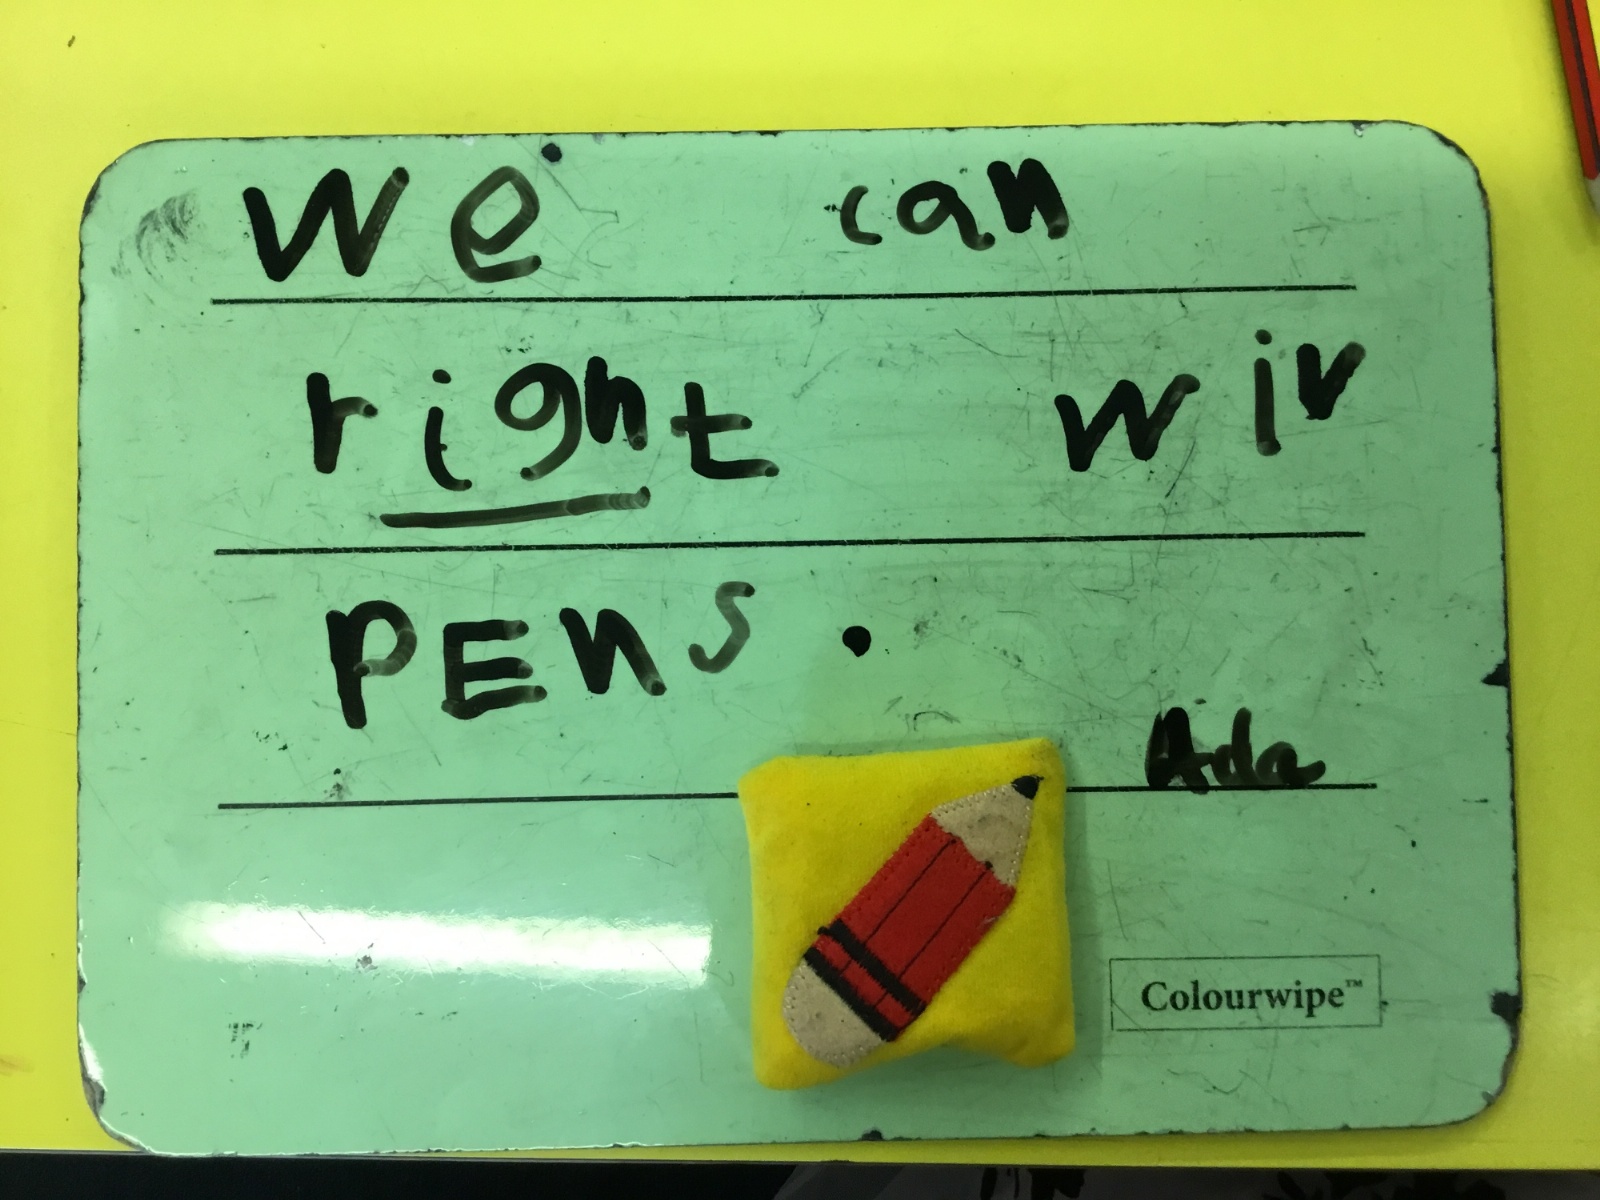 We can
right wiv
PEns.
Ada
Colourwipe™